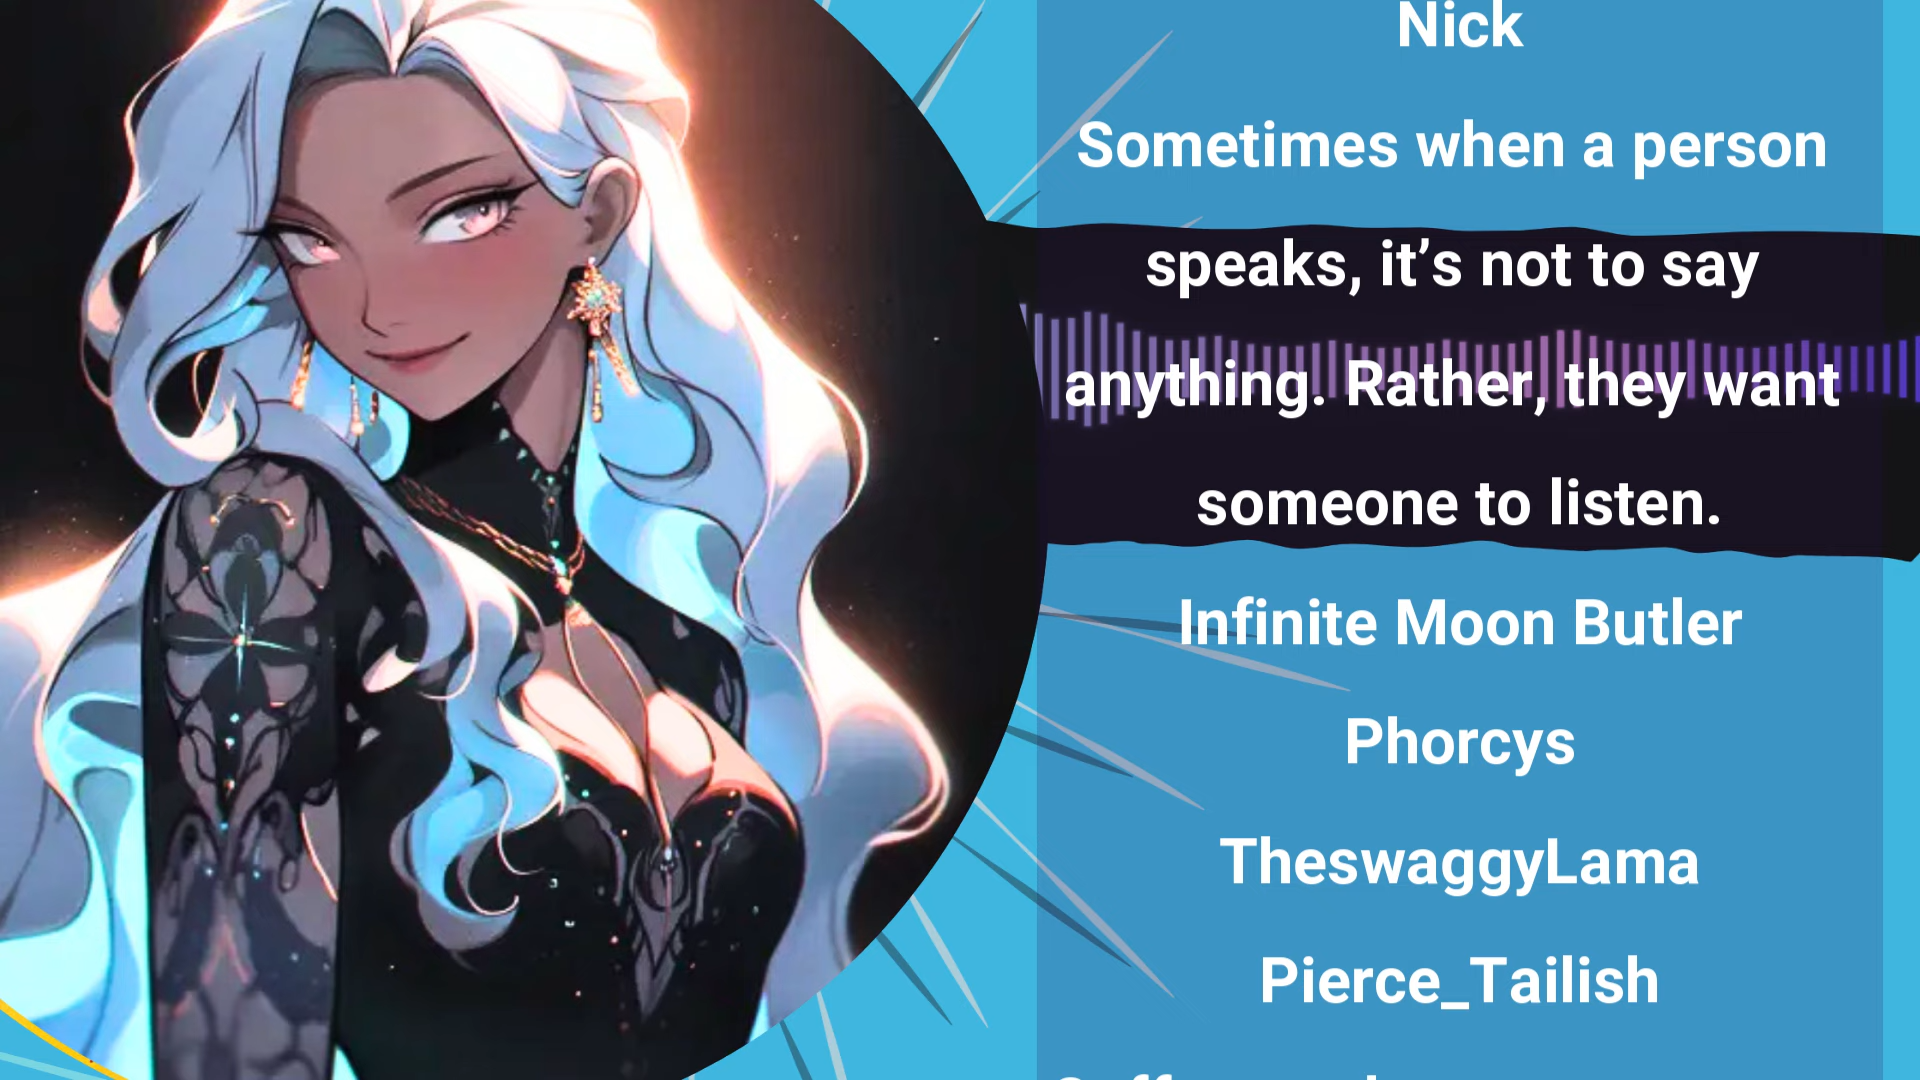 Nick
Sometimes when a person
speaks, it’s not to say
anything. Rather, they want
someone to listen.
Infinite Moon Butler
Phorcys
TheswaggyLama
Pierce_Tailish